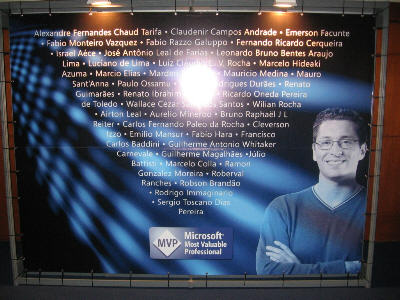 Alexandre Fernandes Chaud Tarifa • Claudenir Campos Andrade • Emerson Facunte
• Fabio Monteiro Vazquez • Fabio Razzo Galuppo • Fernando Ricardo Cerqueira
• Israel Aéce • José Antônio Leal de Farias • Leonardo Bruno Bentes Araujo
Lima • Luciano de Lima • Luiz V. Rocha • Marcelo Hideaki
Azuma • Marcio Elias • Mauricio Medina • Mauro
Sant'Anna • Paulo Ossamu Rodrigues Durães • Renato
Guimarães • Renato Ibrahim • Ricardo Oneda Pereira
de Toledo • Wallace Cezar Santos • Wilian Rocha
• Airton Leal • Aurelio Minerbo • Bruno Raphaél J L
Reiter • Carlos Fernando Paleo da Rocha • Cleverson
Izzo • Emilio Mansur • Fabio Hara • Francisco
Carlos Baddini • Guilherme Antonio Whitaker
Carnevale • Guilherme Magalhães • Júlio
Battisti • Marcelo Colla • Ramon
Gonzalez Moreira • Roberval
Ranches • Robson Brandão
• Rodrigo Immaginario
• Sergio Toscano Dias
Pereira
MVP
Microsoft
Most Valuable
Professional